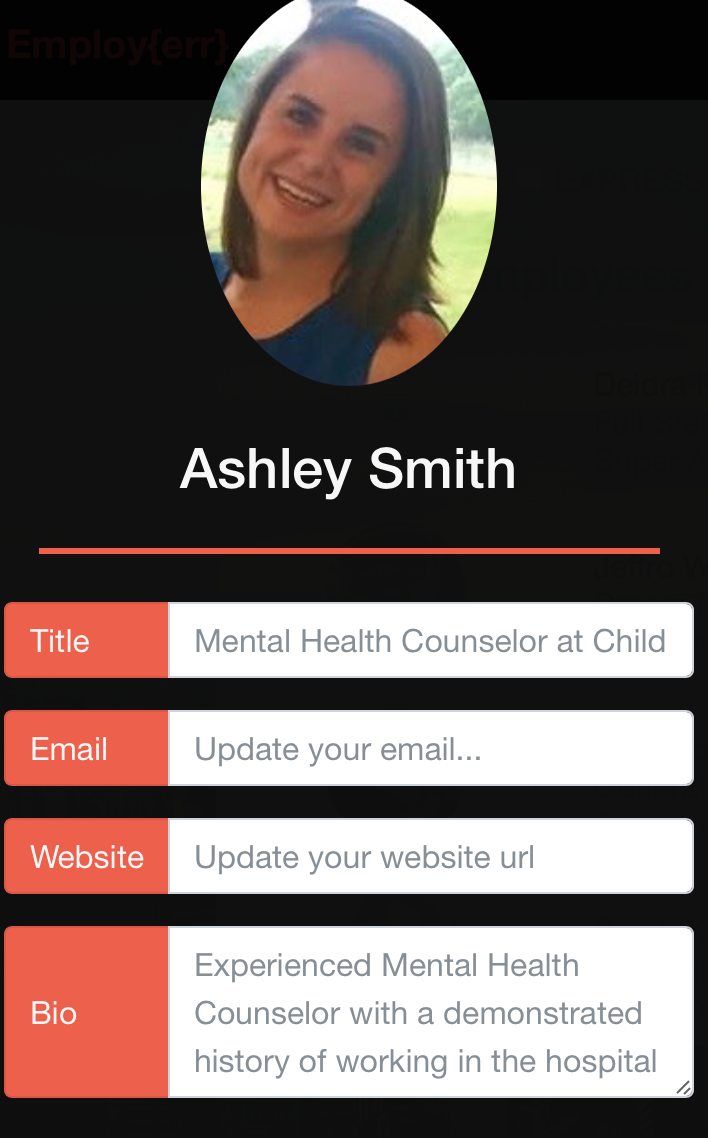 Employ{err}
Ashley Smith
Title
Mental Health Counselor at Child
Email
Update your email...
Website
Update your website url
Bio
Experienced Mental Health
Counselor with a demonstrated
history of working in the hospital